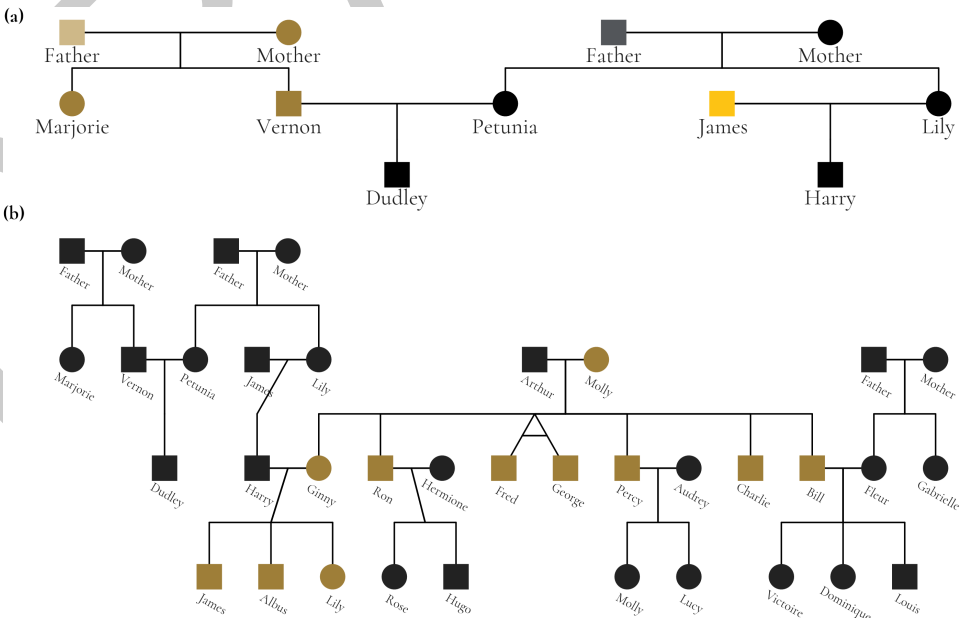 (a)
Father Mother Father Mother
Marjorie Vernon Petunia James Lily
Dudley Harry
(b)
Father Mother Father Mother
Marjorie Vernon Petunia James Lily Arthur Molly Father Mother
Dudley Harry Ginny Ron Hermione Fred George Percy Audrey Charlie Bill Fleur Gabrielle
James Albus Lily Rose Hugo Molly Lucy Victoire Dominique Louis